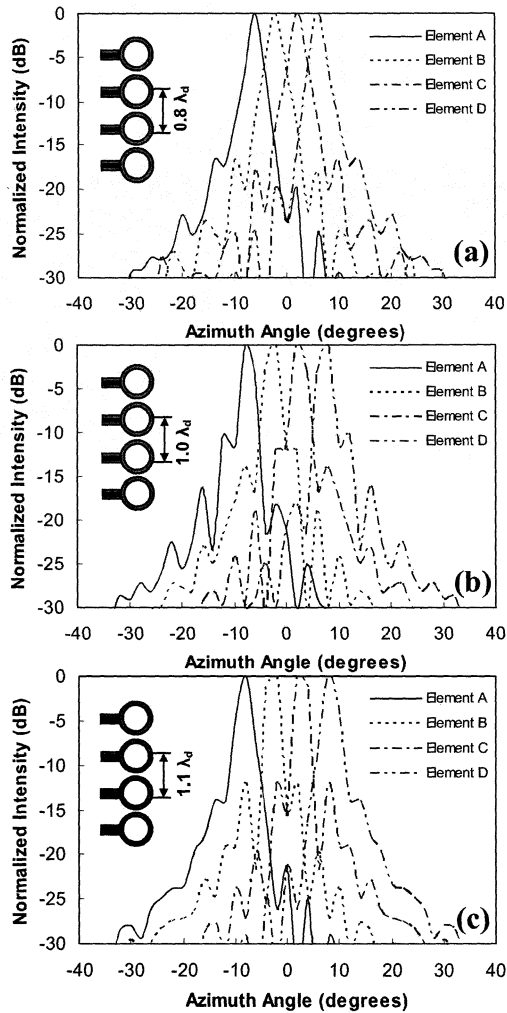 Normalized Intensity (dB)
0
-5
-10
-15
-20
-25
-30
0.8 λd
Element A
Element B
Element C
Element D
(a)
-40 -30 -20 -10 0 10 20 30 40
Azimuth Angle (degrees)
Normalized Intensity (dB)
0
-5
-10
-15
-20
-25
-30
1.0 λd
Element A
Element B
Element C
Element D
(b)
-40 -30 -20 -10 0 10 20 30 40
Azimuth Angle (degrees)
Normalized Intensity (dB)
0
-5
-10
-15
-20
-25
-30
1.1 λd
Element A
Element B
Element C
Element D
(c)
-40 -30 -20 -10 0 10 20 30 40
Azimuth Angle (degrees)